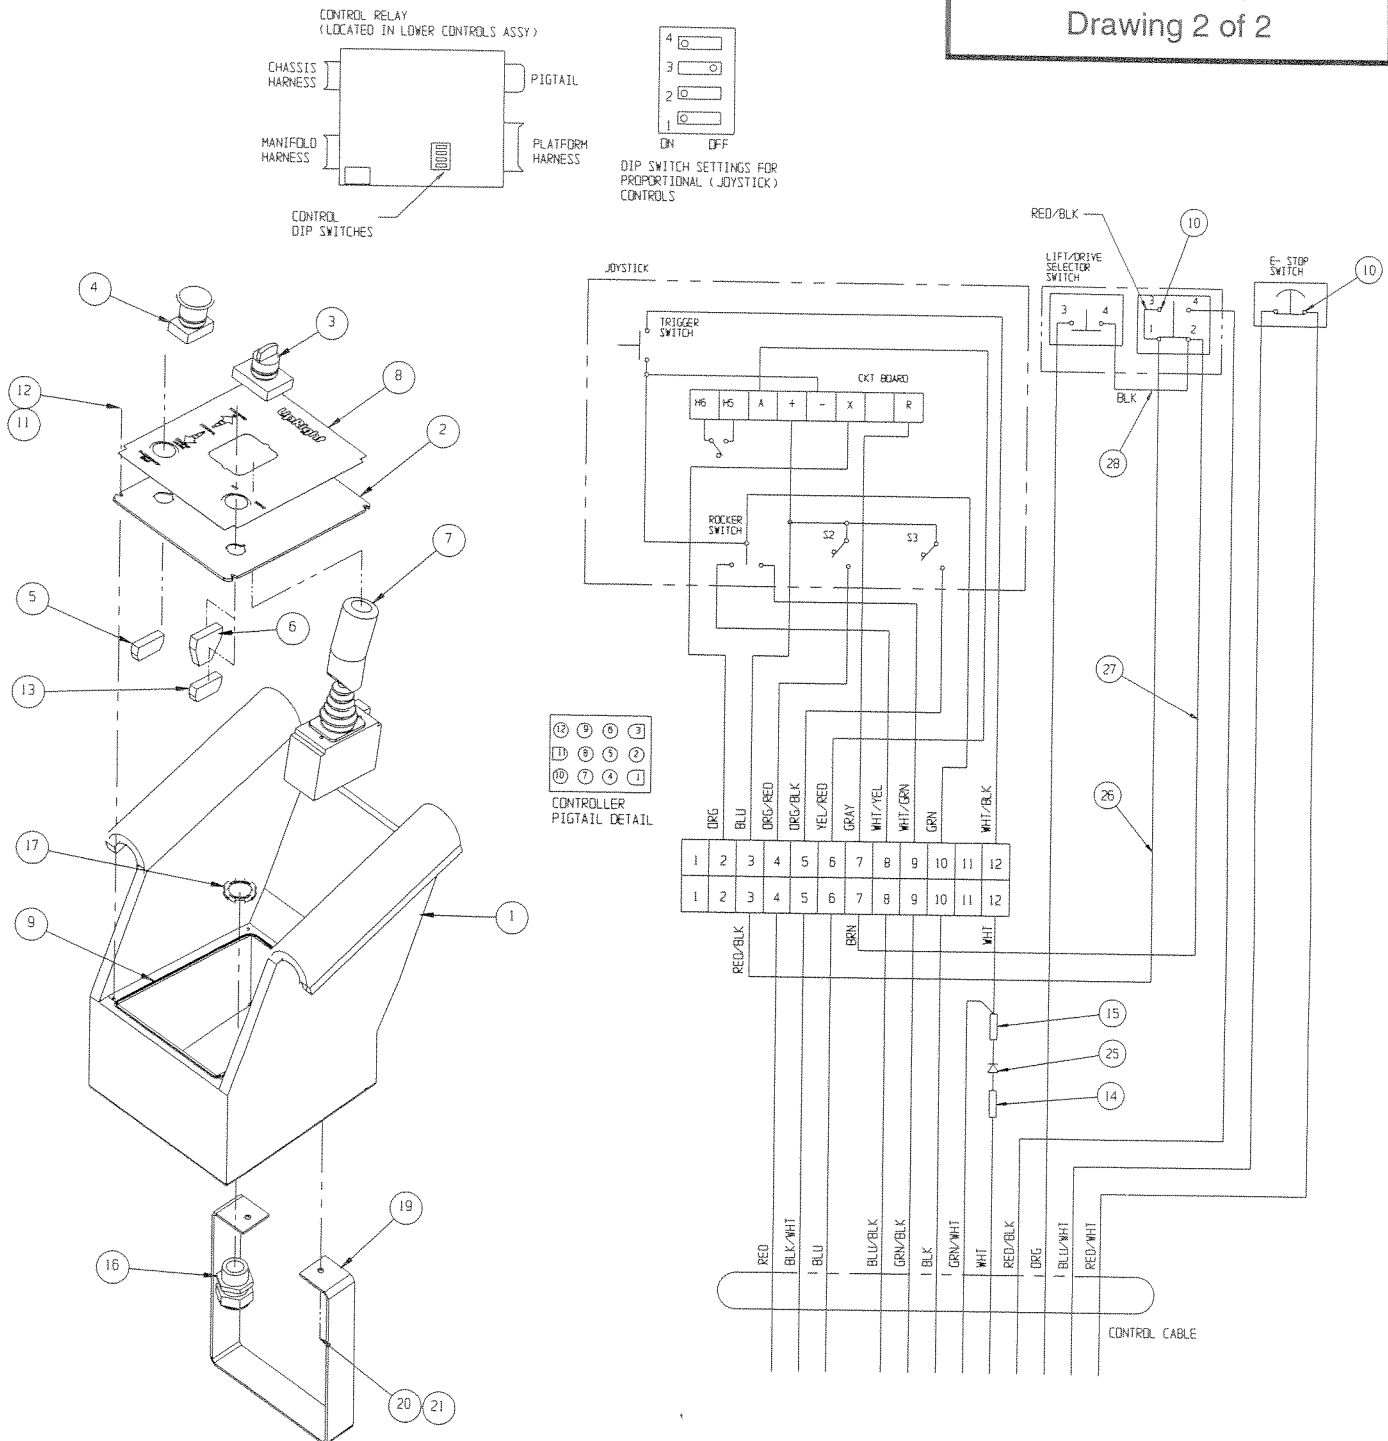 Drawing 2 of 2
CONTROL RELAY
(LOCATED IN LOWER CONTROLS ASSY)
CHASSIS
HARNESS
PIGTAIL
MANIFOLD
HARNESS
PLATFORM
HARNESS
CONTROL
DIP SWITCHES
4
3
2
1
ON OFF
DIP SWITCH SETTINGS FOR
PROPORTIONAL (JOYSTICK)
CONTROLS
4
3
12
11
8
2
UpRight
7
5
6
13
17
9
1
19
16
20 21
JOYSTICK
TRIGGER
SWITCH
CKT BOARD
H6 H5 A + - X R
ROCKER
SWITCH
S2
S3
RED/BLK
10
LIFT/DRIVE
SELECTOR
SWITCH
3 4
3 4
1 2
BLK
28
E- STOP
SWITCH
10
27
26
12 9 6 3
11 8 5 2
10 7 4 1
CONTROLLER
PIGTAIL DETAIL
ORG
BLU
ORG/RED
ORG/BLK
YEL/RED
GRAY
WHT/YEL
WHT/GRN
GRN
WHT/BLK
1 2 3 4 5 6 7 8 9 10 11 12
1 2 3 4 5 6 7 8 9 10 11 12
RED/BLK
BRN
WHT
15
25
14
RED
BLK/WHT
BLU
BLU/BLK
GRN/BLK
BLK
GRN/WHT
WHT
RED/BLK
ORG
BLU/WHT
RED/WHT
CONTROL CABLE